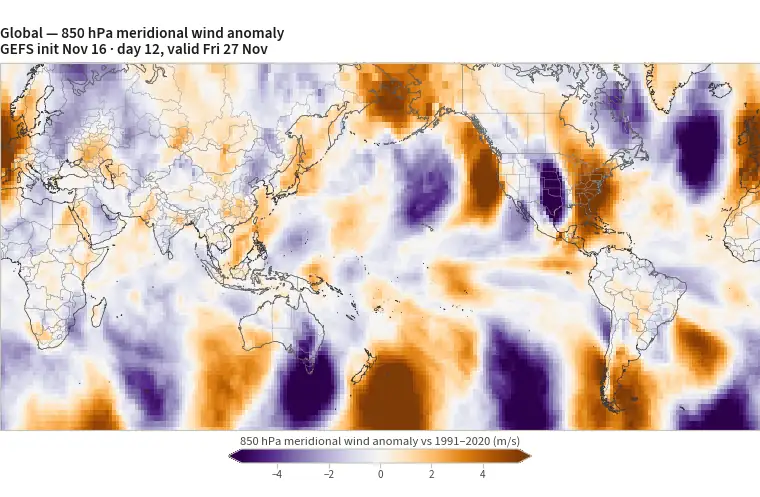 Global — 850 hPa meridional wind anomaly
GEFS init Nov 16 · day 12, valid Fri 27 Nov
850 hPa meridional wind anomaly vs 1991–2020 (m/s)
−4 −2 0 2 4